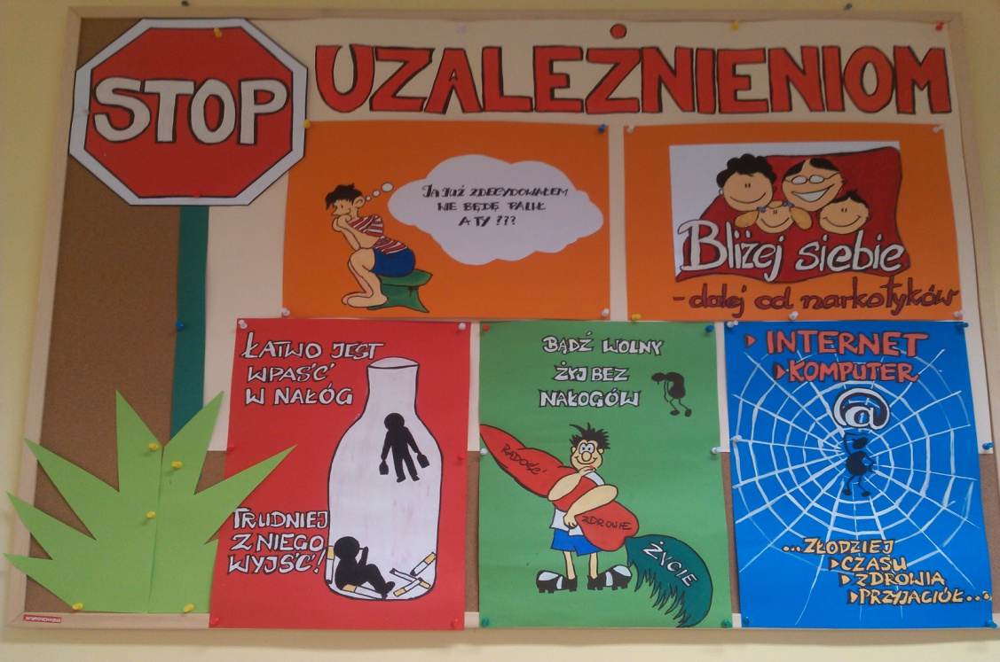 STOP
UZALEŻNIENIOM
JA JUŻ ZDECYDOWAŁEM
NIE BĘDĘ PALIŁ
A TY ???
Bliżej siebie
- dalej od narkotyków
ŁATWO JEST
WPAŚĆ
W NAŁÓG
TRUDNIEJ
Z NIEGO
WYJŚĆ!
BĄDŹ WOLNY
ŻYJ BEZ
NAŁOGÓW
RADOŚĆ
ZDROWIE
ŻYCIE
INTERNET
KOMPUTER
@
...ZŁODZIEJ
CZASU
ZDROWIA
PRZYJACIÓŁ...